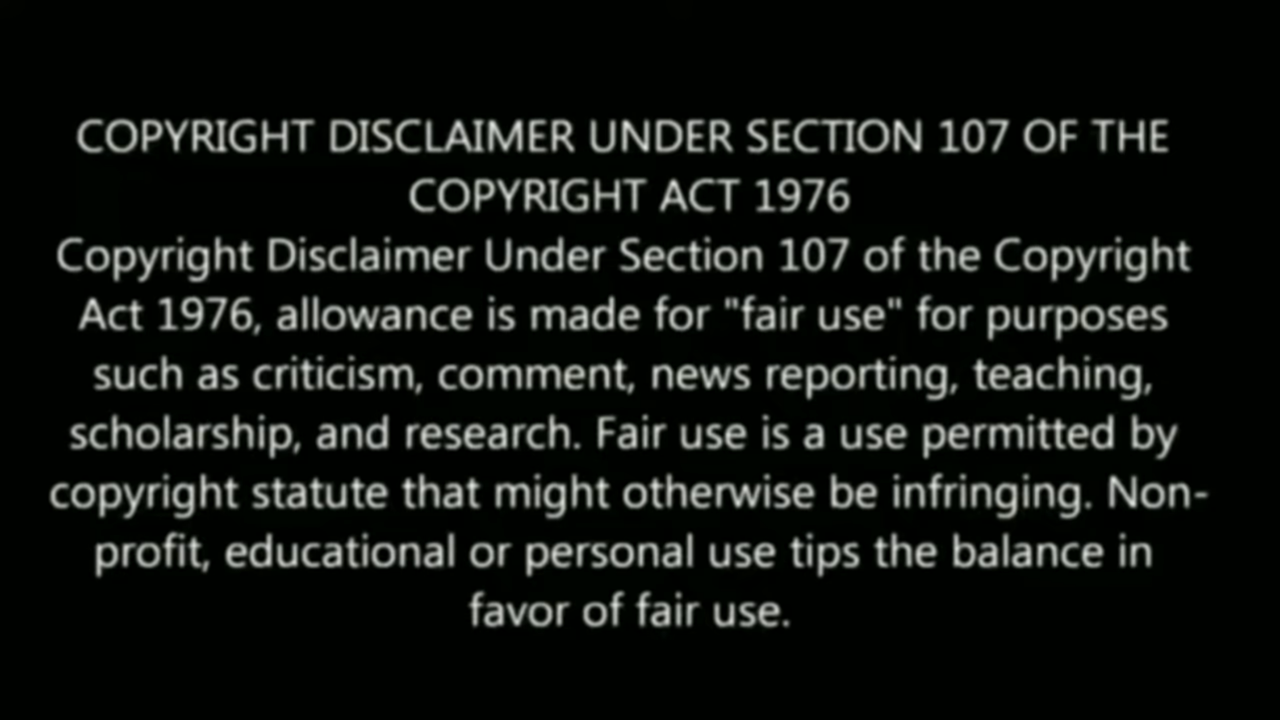 COPYRIGHT DISCLAIMER UNDER SECTION 107 OF THE
COPYRIGHT ACT 1976
Copyright Disclaimer Under Section 107 of the Copyright
Act 1976, allowance is made for "fair use" for purposes
such as criticism, comment, news reporting, teaching,
scholarship, and research. Fair use is a use permitted by
copyright statute that might otherwise be infringing. Non-
profit, educational or personal use tips the balance in
favor of fair use.